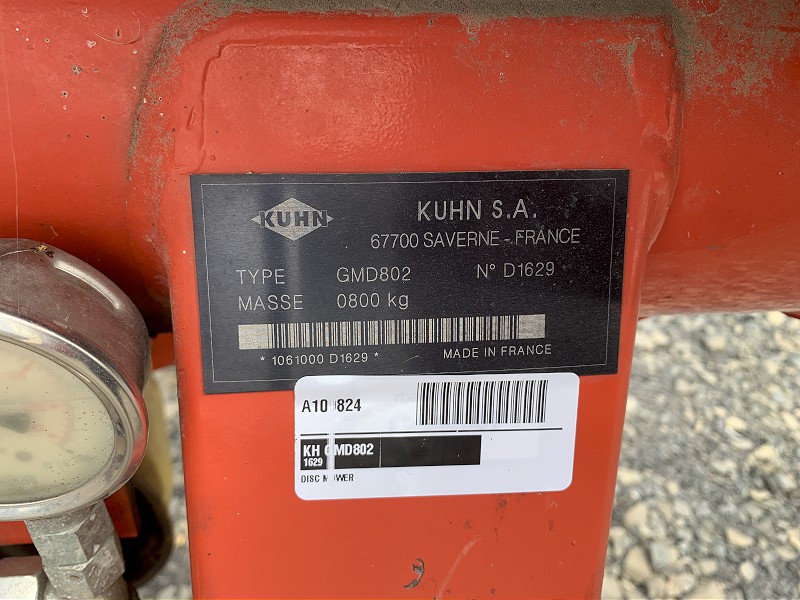 KUHN
KUHN S.A.
67700 SAVERNE - FRANCE
TYPE GMD802 N° D1629
MASSE 0800 kg
* 1061000 D1629 *
MADE IN FRANCE
A10 824
KH GMD802
1629
DISC MOWER